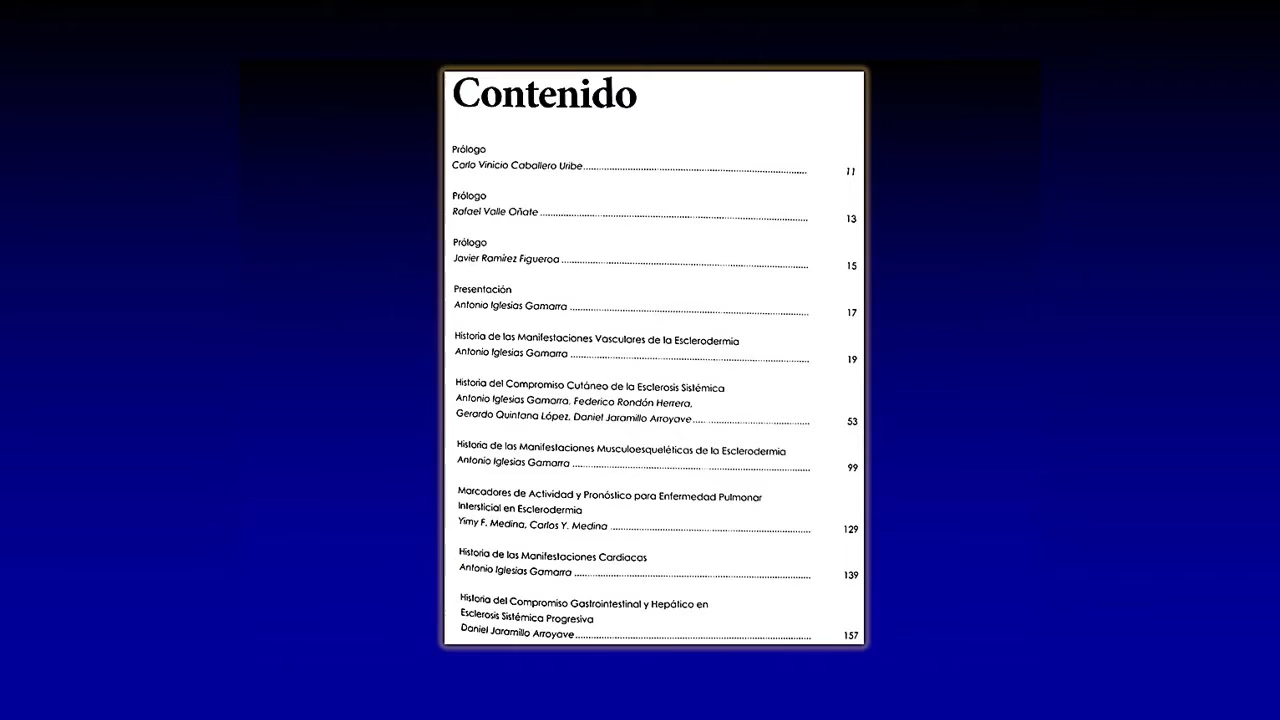 Contenido
Prólogo
Carlo Vinicio Caballero Uribe 11
Prólogo
Rafael Valle Oñate 13
Prólogo
Javier Ramírez Figueroa 15
Presentación
Antonio Iglesias Gamarra 17
Historia de las Manifestaciones Vasculares de la Esclerodermia
Antonio Iglesias Gamarra 19
Historia del Compromiso Cutáneo de la Esclerosis Sistémica
Antonio Iglesias Gamarra, Federico Rondón Herrera,
Gerardo Quintana López, Daniel Jaramillo Arroyave 53
Historia de las Manifestaciones Musculoesqueléticas de la Esclerodermia
Antonio Iglesias Gamarra 99
Marcadores de Actividad y Pronóstico para Enfermedad Pulmonar
Intersticial en Esclerodermia
Yimy F. Medina, Carlos Y. Medina 129
Historia de las Manifestaciones Cardiacas
Antonio Iglesias Gamarra 139
Historia del Compromiso Gastrointestinal y Hepático en
Esclerosis Sistémica Progresiva
Daniel Jaramillo Arroyave 157